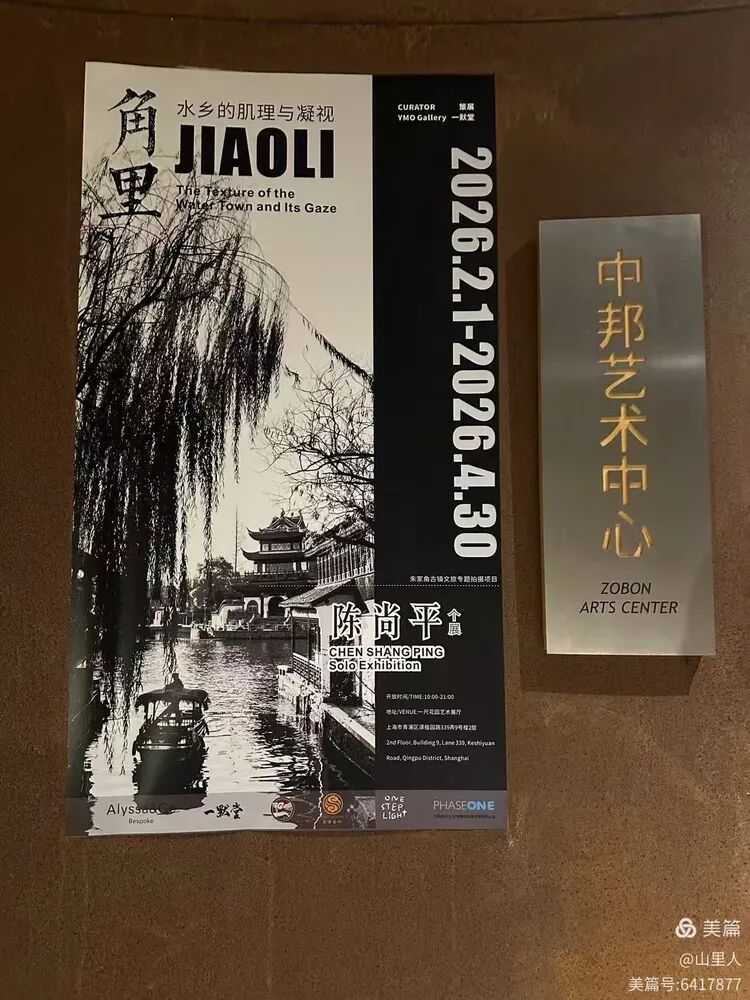 角里
水乡的肌理与凝视
JIAOLI
The Texture of the
Water Town and Its Gaze
CURATOR 策展
YMO Gallery 一默堂
2026.2.1-2026.4.30
朱家角古镇文旅专题拍摄项目
陈尚平个展
CHEN SHANG PING
Solo Exhibition
开放时间/TIME:10:00-21:00
地址/VENUE:一尺花园艺术展厅
上海市青浦区课植园路339弄9号楼2层
2nd Floor, Building 9, Lane 339, Keshiyuan
Road, Qingpu District, Shanghai
Bespoke
一默堂
ONE
STEP
LIGHT
PHASEONE
中邦艺术中心
ZOBON
ARTS CENTER
美篇
@山里人
美篇号:6417877